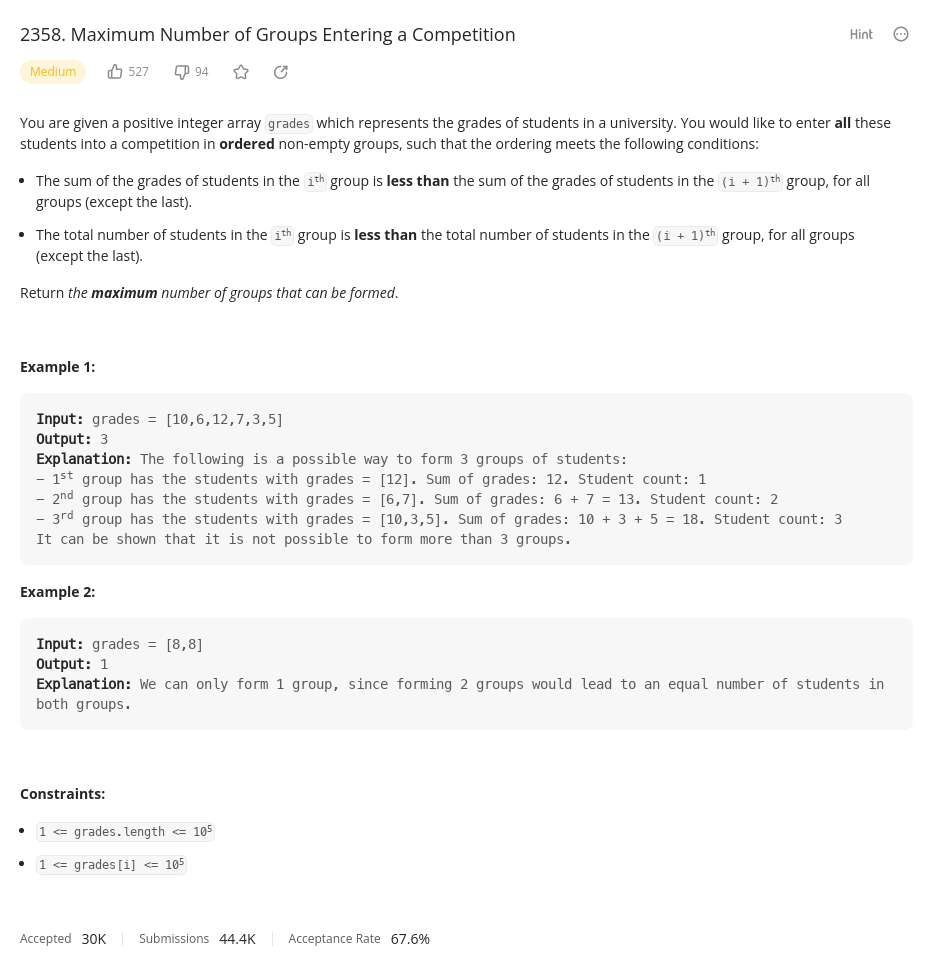 2358. Maximum Number of Groups Entering a Competition
Hint
Medium 527 94
You are given a positive integer array grades which represents the grades of students in a university. You would like to enter all these
students into a competition in ordered non-empty groups, such that the ordering meets the following conditions:
• The sum of the grades of students in the ith group is less than the sum of the grades of students in the (i + 1)th group, for all
groups (except the last).
• The total number of students in the ith group is less than the total number of students in the (i + 1)th group, for all groups
(except the last).
Return the maximum number of groups that can be formed.
Example 1:
Input: grades = [10,6,12,7,3,5]
Output: 3
Explanation: The following is a possible way to form 3 groups of students:
– 1st group has the students with grades = [12]. Sum of grades: 12. Student count: 1
– 2nd group has the students with grades = [6,7]. Sum of grades: 6 + 7 = 13. Student count: 2
– 3rd group has the students with grades = [10,3,5]. Sum of grades: 10 + 3 + 5 = 18. Student count: 3
It can be shown that it is not possible to form more than 3 groups.
Example 2:
Input: grades = [8,8]
Output: 1
Explanation: We can only form 1 group, since forming 2 groups would lead to an equal number of students in
both groups.
Constraints:
• 1 <= grades.length <= 10⁵
• 1 <= grades[i] <= 10⁵
Accepted 30K Submissions 44.4K Acceptance Rate 67.6%